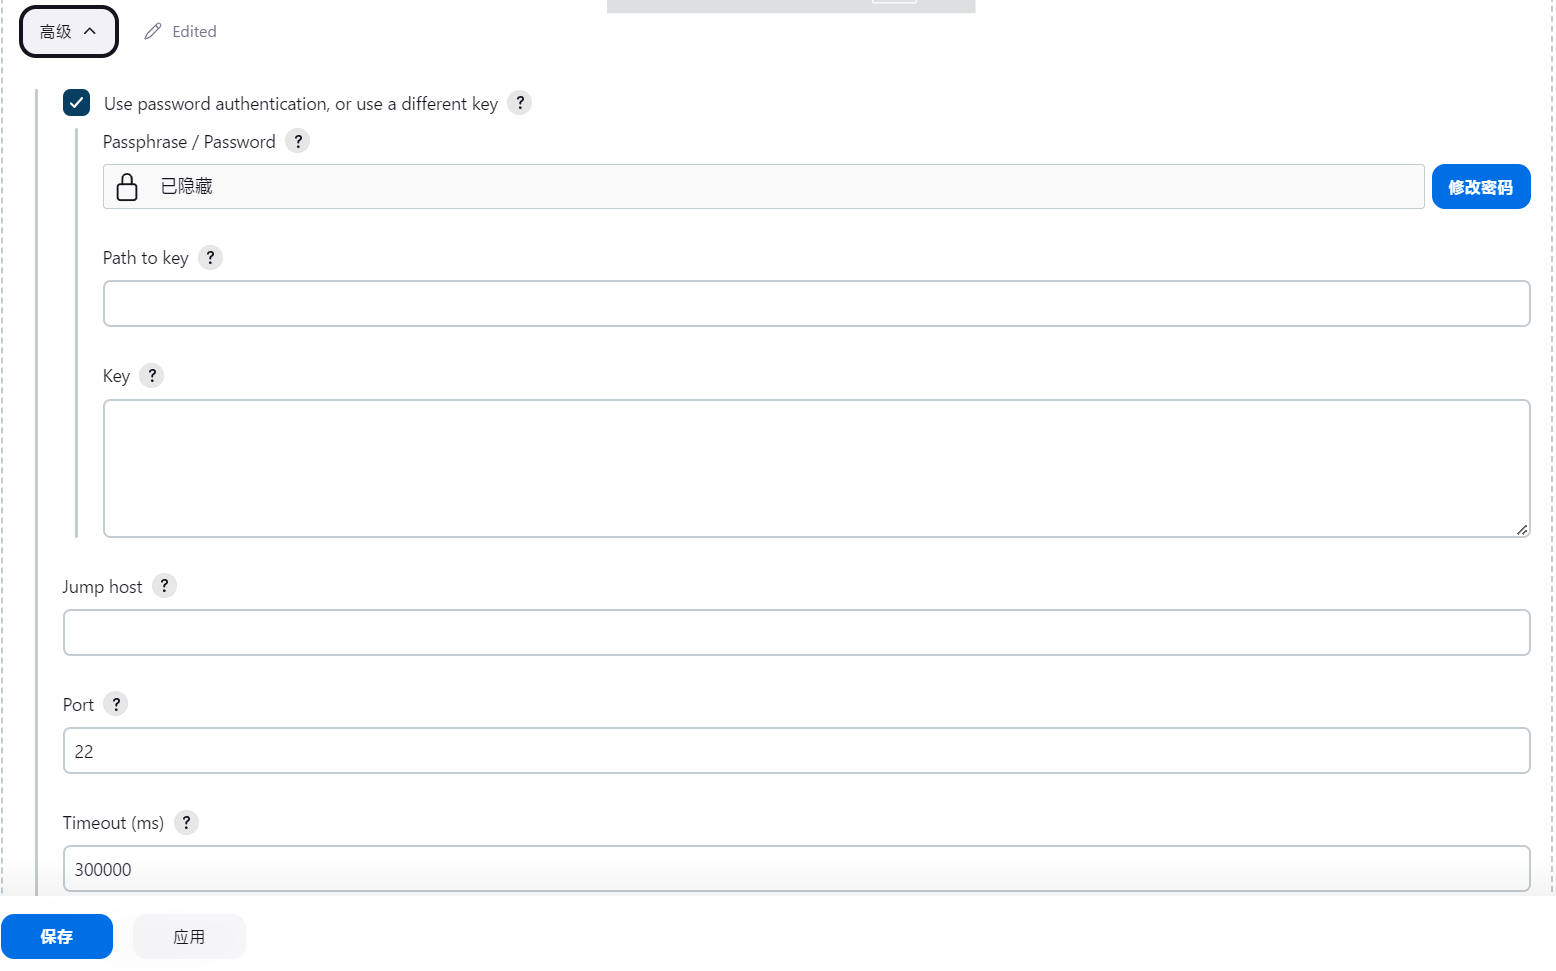 高级 Edited
Use password authentication, or use a different key ?
Passphrase / Password ?
已隐藏 修改密码
Path to key ?
Key ?
Jump host ?
Port ?
22
Timeout (ms) ?
300000
保存 应用